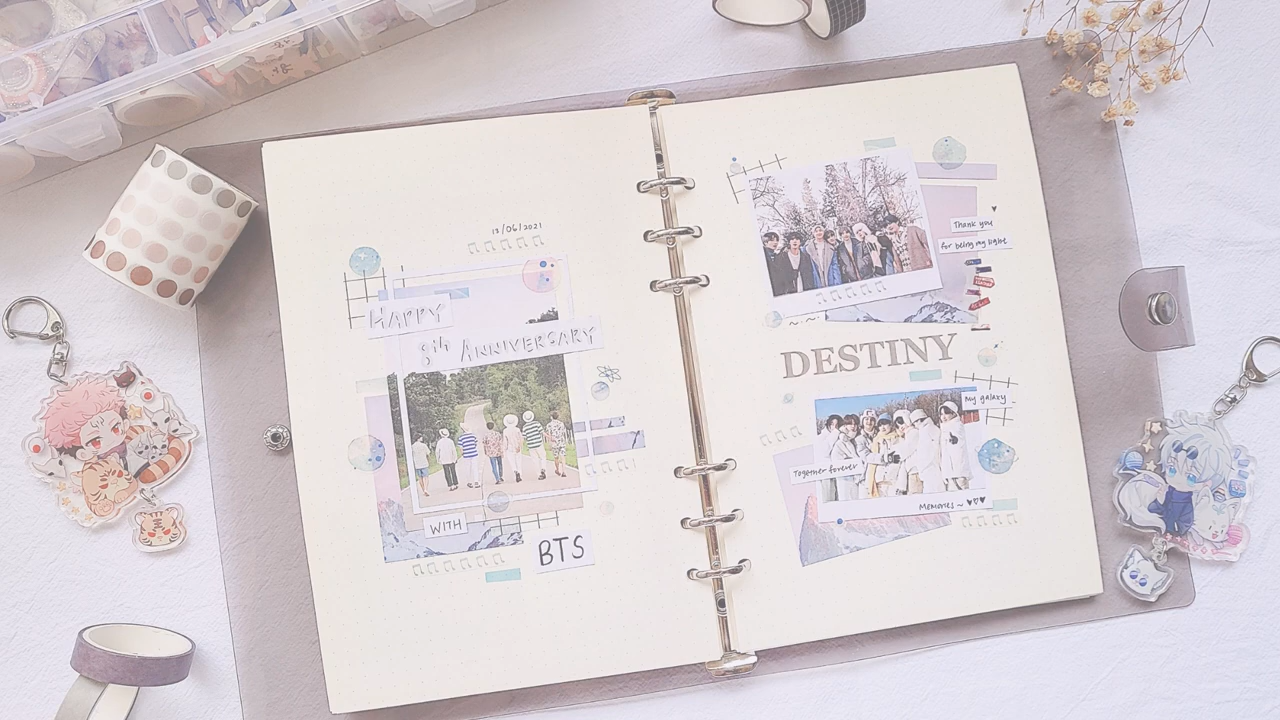 13/06/2021
HAPPY
8th ANNIVERSARY
WITH
BTS
Thank you
for being my light
DESTINY
My galaxy
Together forever
Memories ~ ♥♥♥